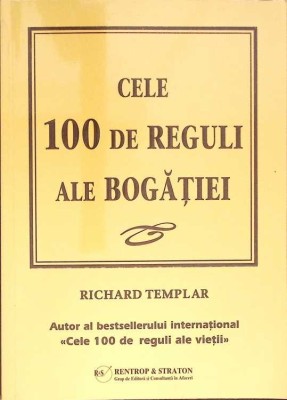 CELE
100 DE REGULI
ALE BOGĂȚIEI
RICHARD TEMPLAR
Autor al bestsellerului internațional
«Cele 100 de reguli ale vieții»
R&S RENTROP & STRATON
Grup de Editură și Consultanță în Afaceri